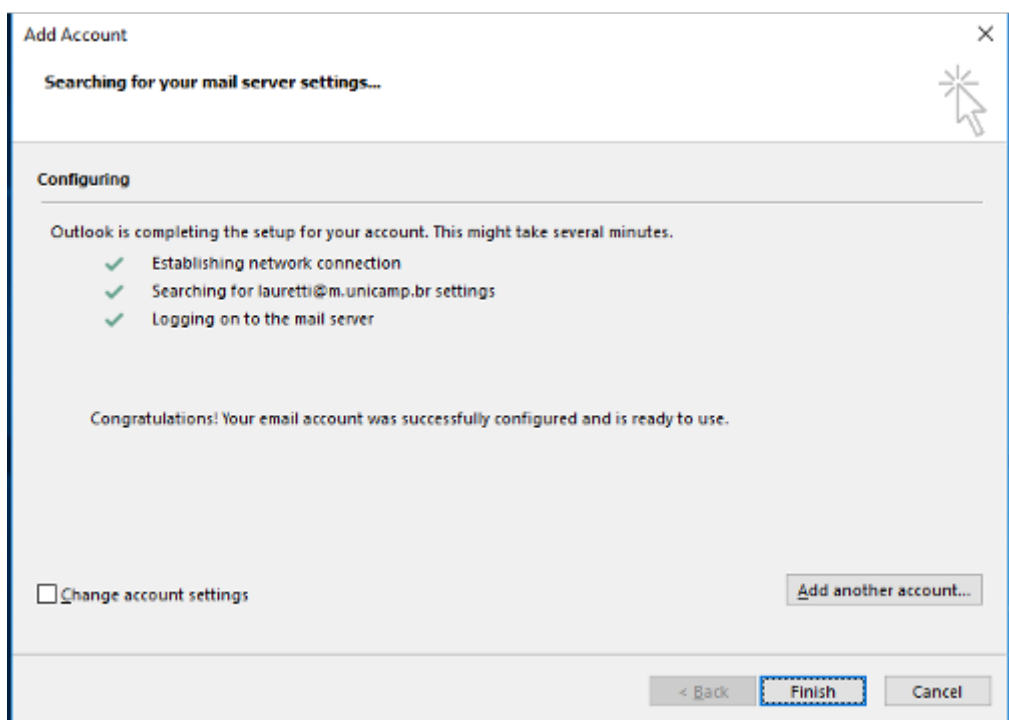 Add Account
Searching for your mail server settings...
Configuring
Outlook is completing the setup for your account. This might take several minutes.
Establishing network connection
Searching for lauretti@m.unicamp.br settings
Logging on to the mail server
Congratulations! Your email account was successfully configured and is ready to use.
Change account settings
Add another account...
< Back
Finish
Cancel